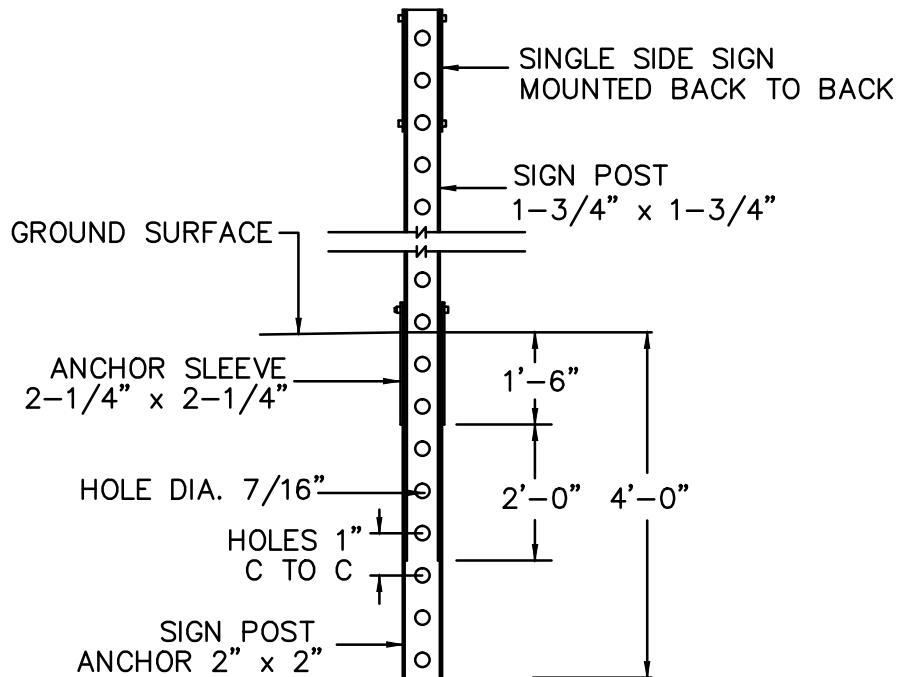 SINGLE SIDE SIGN
MOUNTED BACK TO BACK
SIGN POST
1-3/4" x 1-3/4"
GROUND SURFACE
ANCHOR SLEEVE
2-1/4" x 2-1/4"
1'-6"
HOLE DIA. 7/16"
2'-0"
4'-0"
HOLES 1"
C TO C
SIGN POST
ANCHOR 2" x 2"